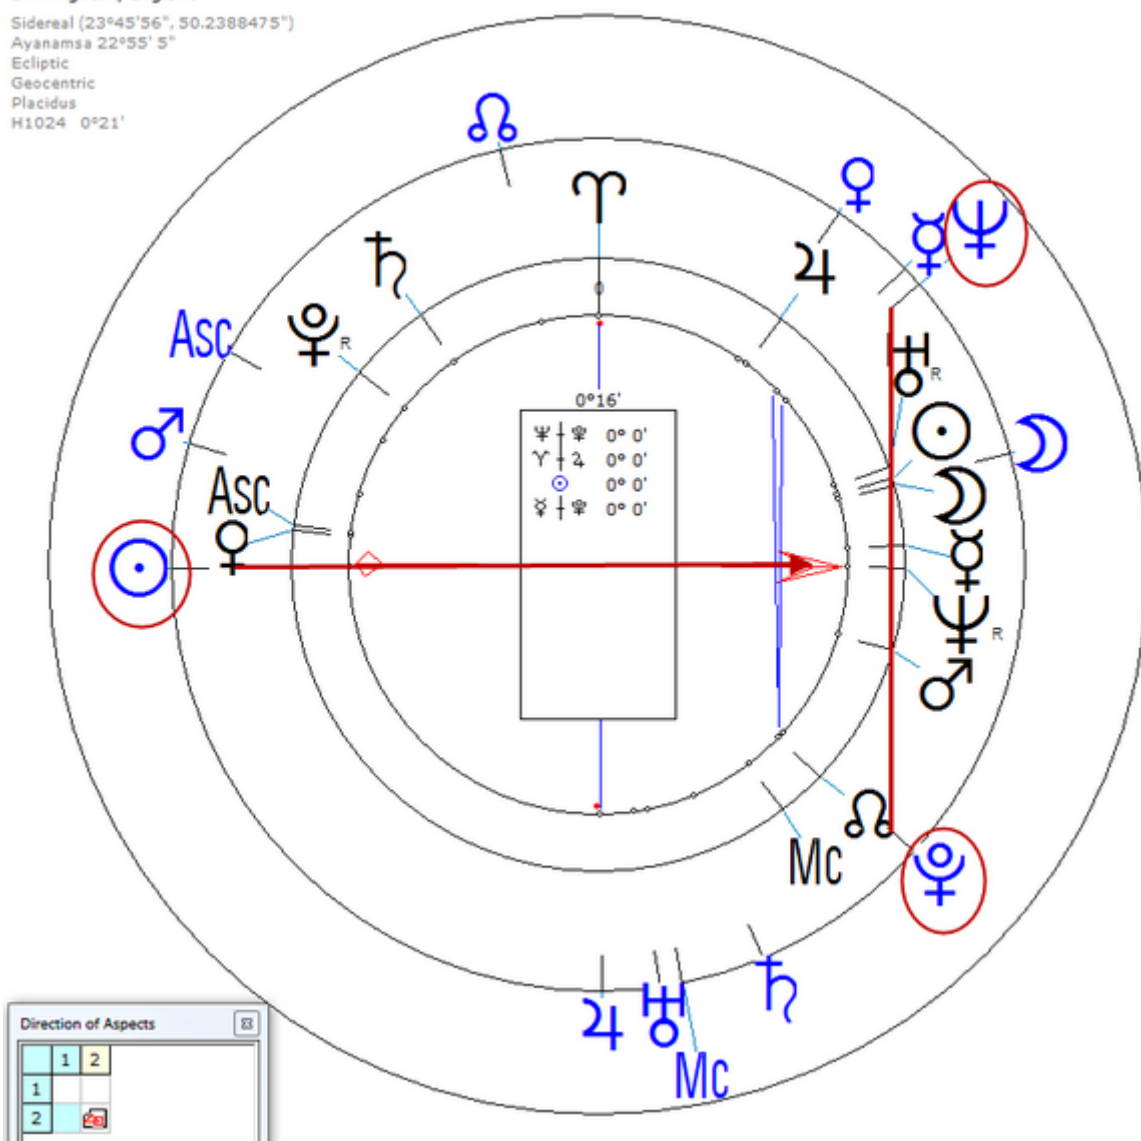 Sidereal (23°45'56", 50.2388475")
Ayanamsa 22°55' 5"
Ecliptic
Geocentric
Placidus
H1024 0°21'
Asc
R
R
0
0°16'
0° 0'
0° 0'
0° 0'
0° 0'
Asc
R
Mc
Mc
Direction of Aspects
1 2
1
2